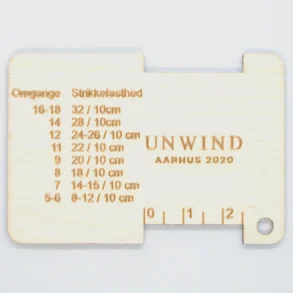 Omgange Strikkefasthed
16-18 32 / 10cm
14 28 / 10cm
12 24-26 / 10 cm
11 22 / 10 cm
9 20 / 10 cm
8 18 / 10 cm
7 14-15 / 10 cm
5-6 8-12 / 10 cm
UNWIND
AARHUS 2020
0 1 2